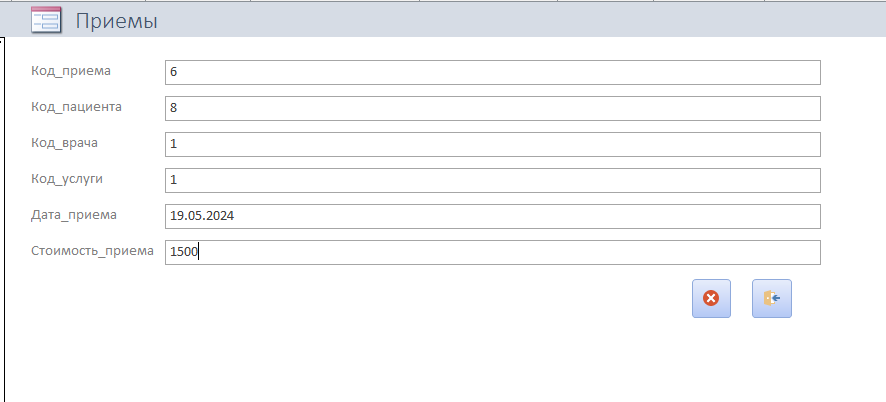 Приемы
Код_приема 6
Код_пациента 8
Код_врача 1
Код_услуги 1
Дата_приема 19.05.2024
Стоимость_приема 1500